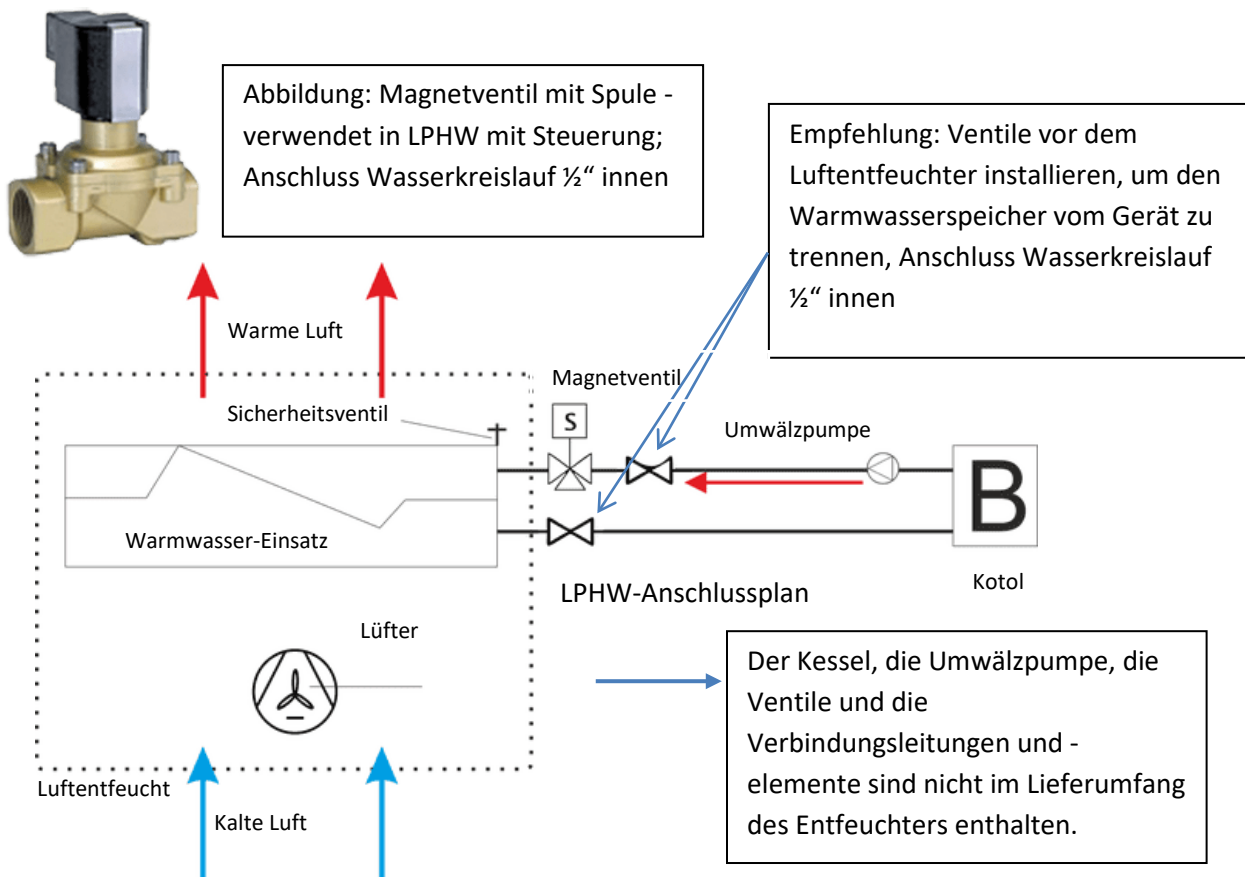 Abbildung: Magnetventil mit Spule -
verwendet in LPHW mit Steuerung;
Anschluss Wasserkreislauf ½“ innen
Empfehlung: Ventile vor dem
Luftentfeuchter installieren, um den
Warmwasserspeicher vom Gerät zu
trennen, Anschluss Wasserkreislauf
½“ innen
Warme Luft
Magnetventil
Sicherheitsventil
S
Umwälzpumpe
B
Warmwasser-Einsatz
Kotol
LPHW-Anschlussplan
Lüfter
Der Kessel, die Umwälzpumpe, die
Ventile und die
Verbindungsleitungen und -
elemente sind nicht im Lieferumfang
des Entfeuchters enthalten.
Luftentfeucht
Kalte Luft